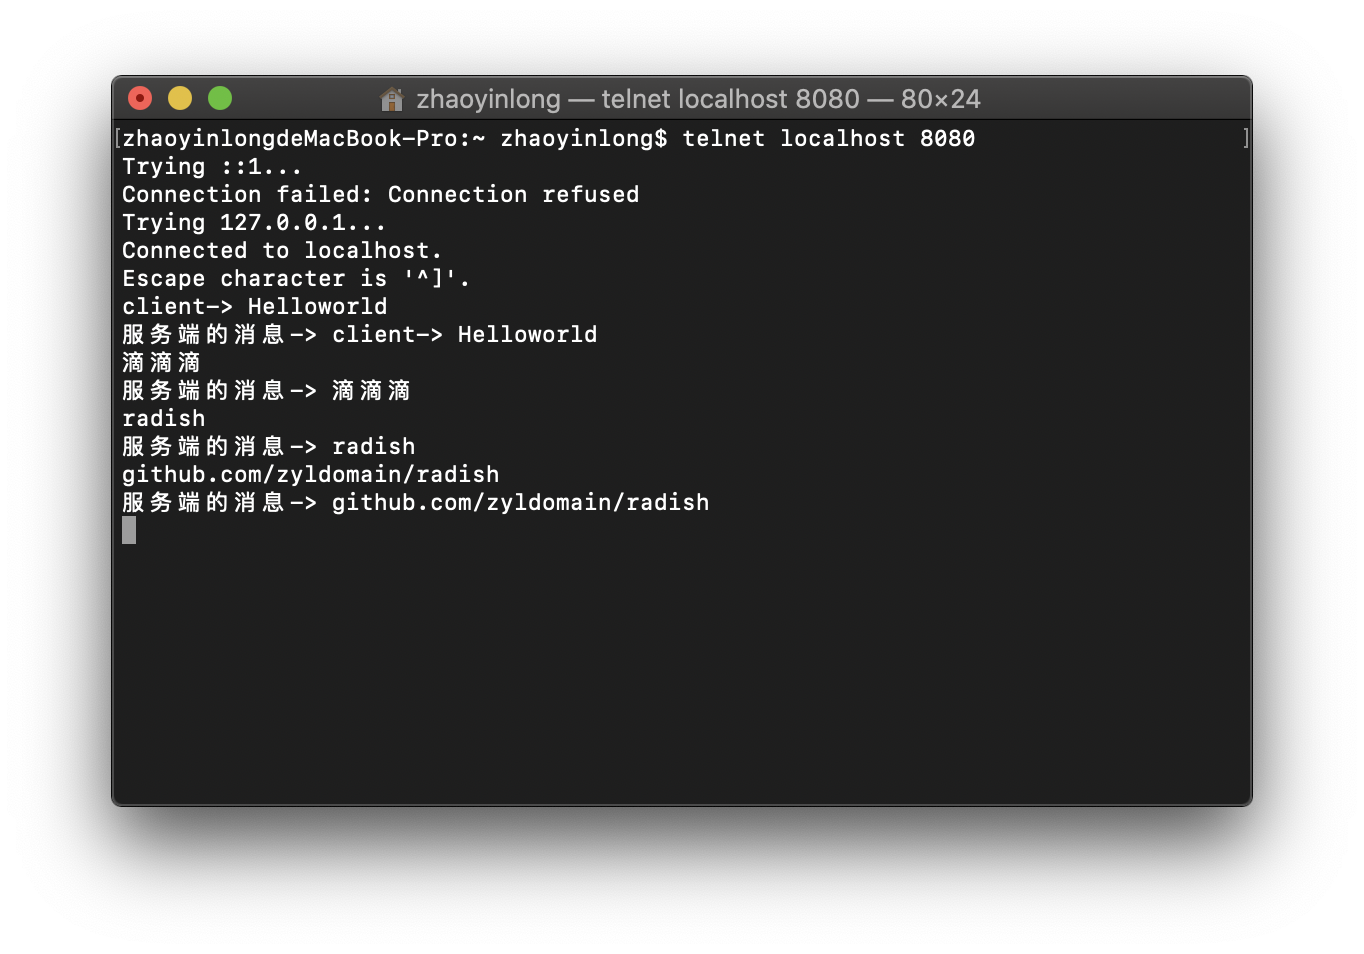 zhaoyinlong — telnet localhost 8080 — 80×24
[zhaoyinlongdeMacBook-Pro:~ zhaoyinlong$ telnet localhost 8080 ]
Trying ::1...
Connection failed: Connection refused
Trying 127.0.0.1...
Connected to localhost.
Escape character is '^]'.
client-> Helloworld
服务端的消息-> client-> Helloworld
滴滴滴
服务端的消息-> 滴滴滴
radish
服务端的消息-> radish
github.com/zyldomain/radish
服务端的消息-> github.com/zyldomain/radish